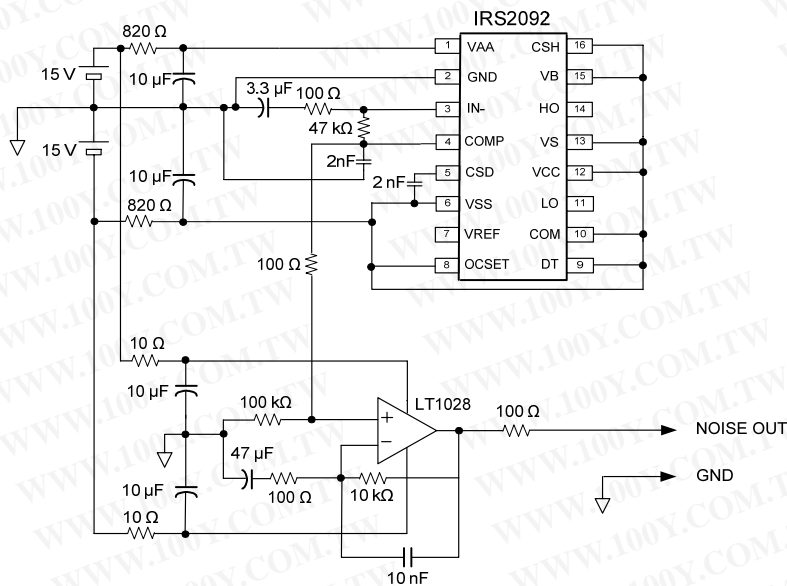 IRS2092
820 Ω
1 VAA CSH 16
15 V
10 µF
2 GND VB 15
3.3 µF
100 Ω
3 IN- HO 14
47 kΩ
4 COMP VS 13
15 V
2nF
10 µF
5 CSD VCC 12
2 nF
820 Ω
6 VSS LO 11
7 VREF COM 10
100 Ω
8 OCSET DT 9
10 Ω
10 µF
LT1028
100 kΩ
100 Ω
+
NOISE OUT
−
47 µF
GND
10 µF
100 Ω
10 kΩ
10 Ω
10 nF
WWW.100Y.COM.TW